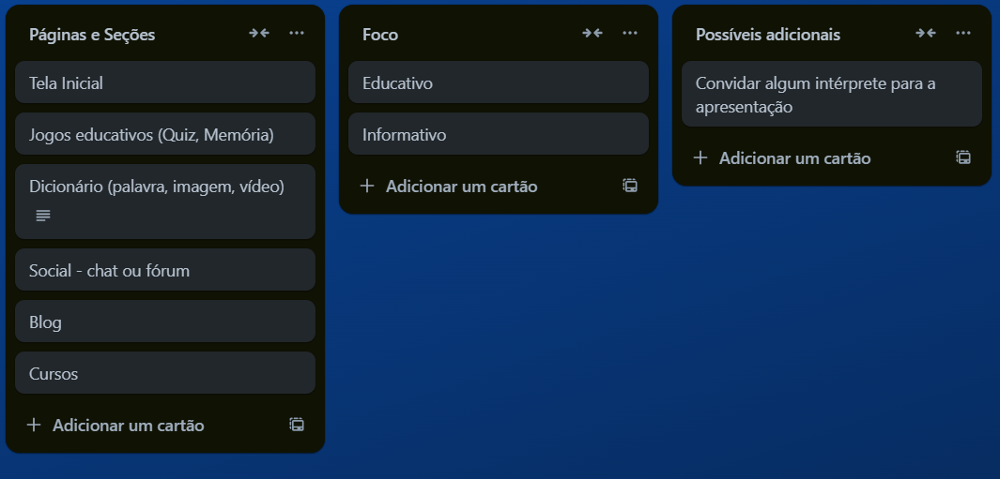 Páginas e Seções
Tela Inicial
Jogos educativos (Quiz, Memória)
Dicionário (palavra, imagem, vídeo)
Social - chat ou fórum
Blog
Cursos
Adicionar um cartão
Foco
Educativo
Informativo
Adicionar um cartão
Possíveis adicionais
Convidar algum intérprete para a
apresentação
Adicionar um cartão